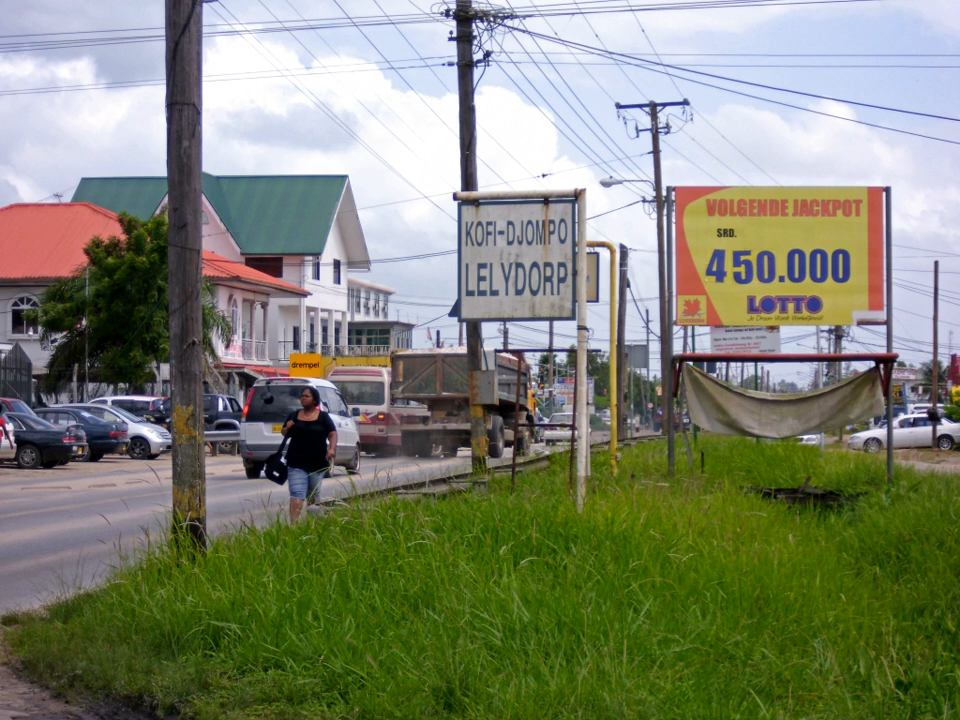 KOFI-DJOMPO
LELYDORP
VOLGENDE JACKPOT
SRD.
450.000
LOTTO
drempel